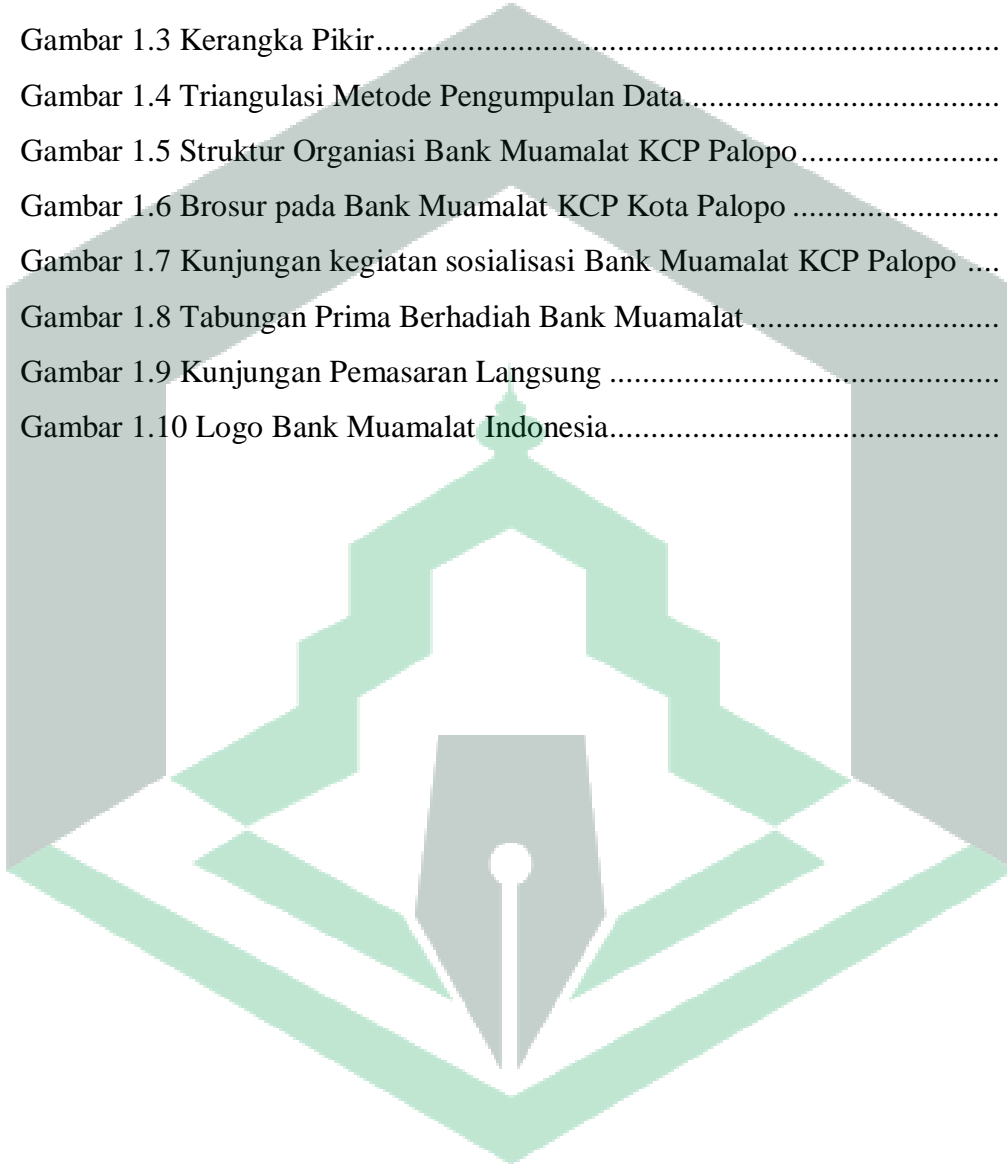 Gambar 1.3 Kerangka Pikir..............................................................................
Gambar 1.4 Triangulasi Metode Pengumpulan Data.......................................
Gambar 1.5 Struktur Organiasi Bank Muamalat KCP Palopo.........................
Gambar 1.6 Brosur pada Bank Muamalat KCP Kota Palopo ..........................
Gambar 1.7 Kunjungan kegiatan sosialisasi Bank Muamalat KCP Palopo ....
Gambar 1.8 Tabungan Prima Berhadiah Bank Muamalat ...............................
Gambar 1.9 Kunjungan Pemasaran Langsung .................................................
Gambar 1.10 Logo Bank Muamalat Indonesia.................................................